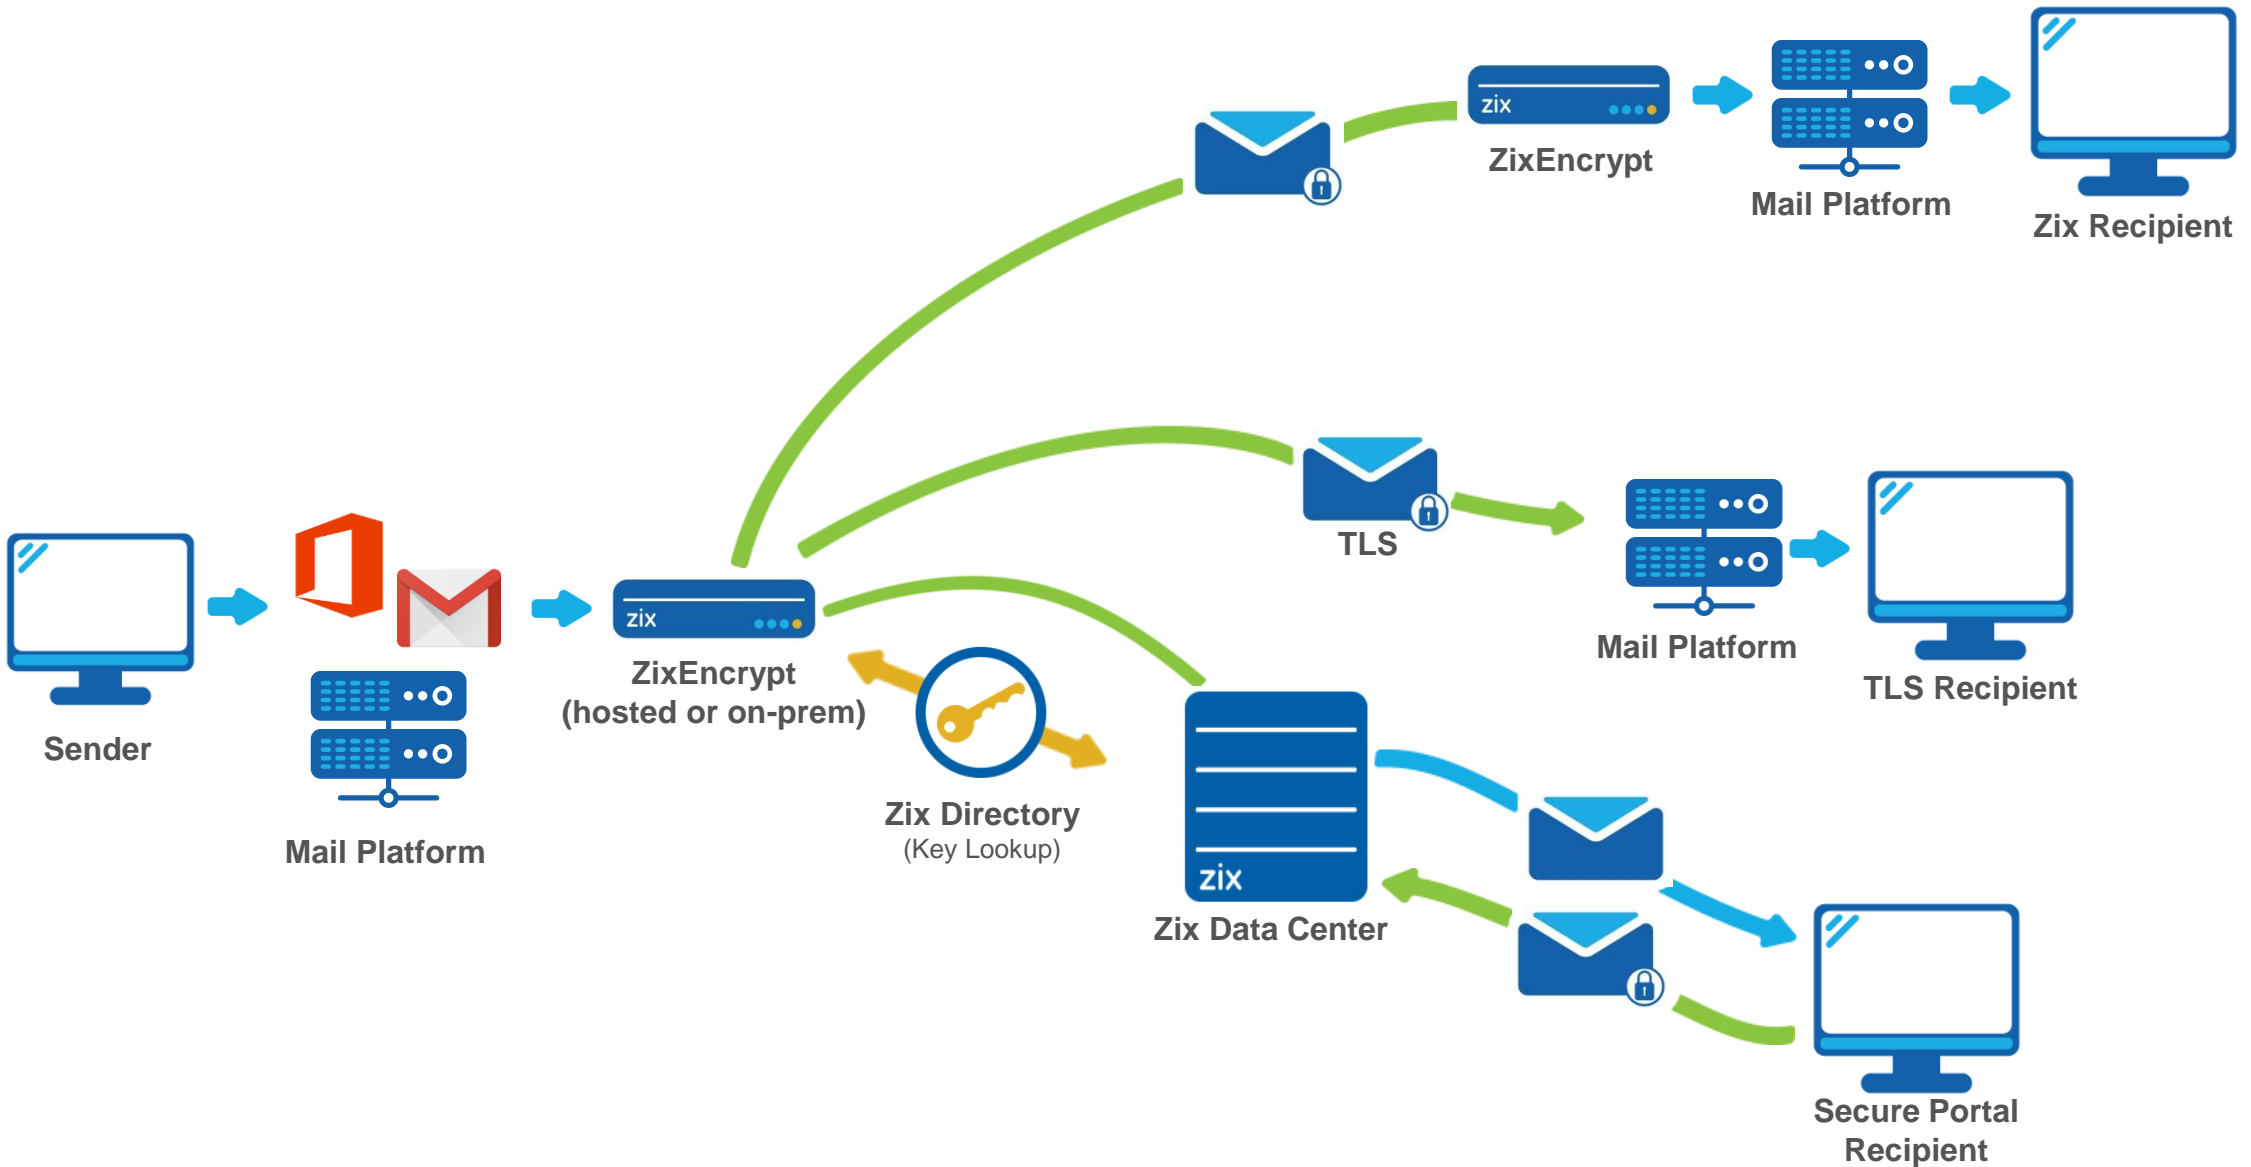 zix
ZixEncrypt
Mail Platform
Zix Recipient
TLS
Mail Platform
TLS Recipient
Sender
Mail Platform
zix
ZixEncrypt
(hosted or on-prem)
Zix Directory
(Key Lookup)
zix
Zix Data Center
Secure Portal
Recipient